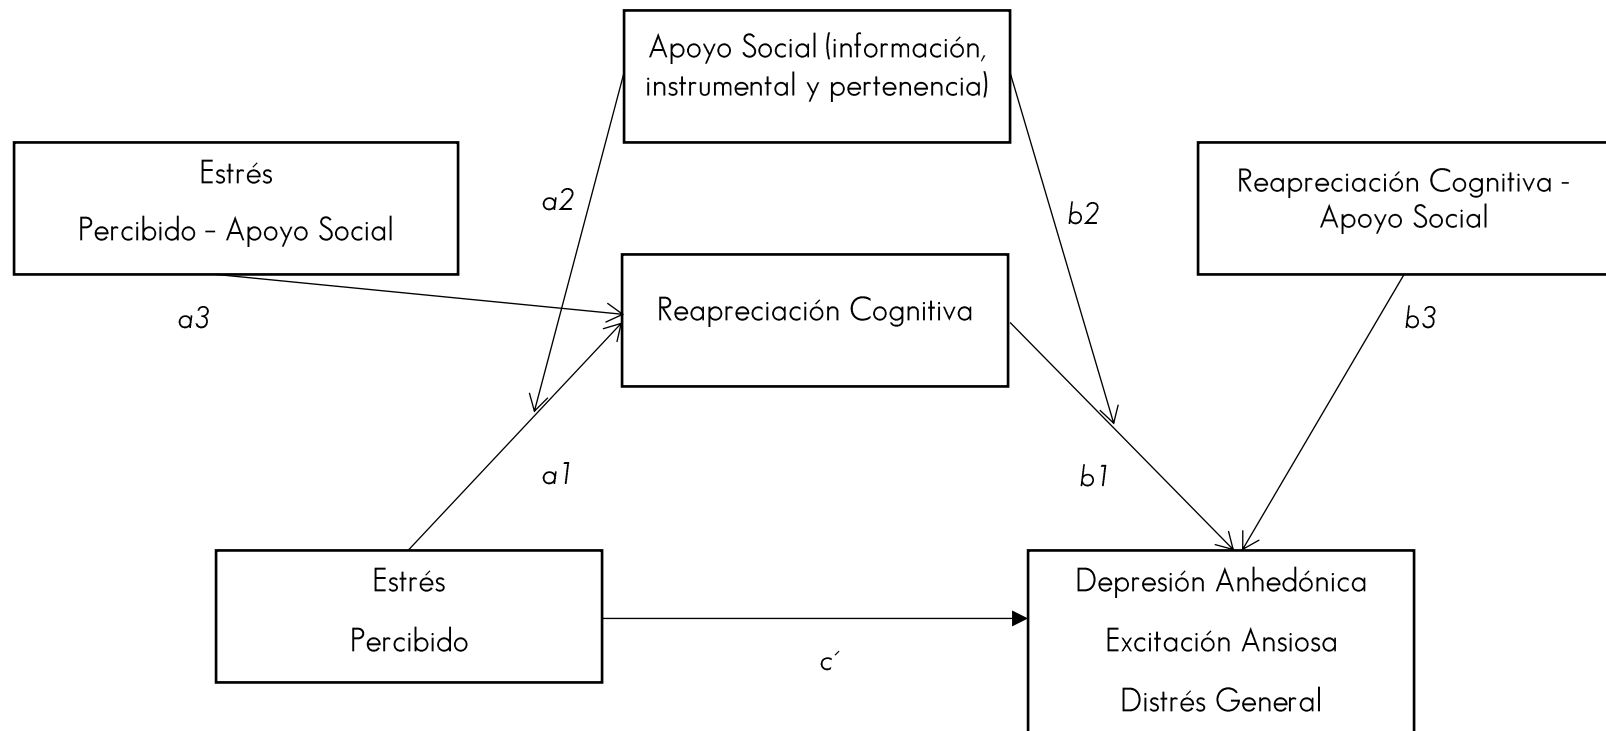 Apoyo Social (información,
instrumental y pertenencia)
Estrés
Percibido - Apoyo Social
Reapreciación Cognitiva -
Apoyo Social
a2
b2
Reapreciación Cognitiva
a3
b3
a1
b1
Estrés
Percibido
c´
Depresión Anhedónica
Excitación Ansiosa
Distrés General